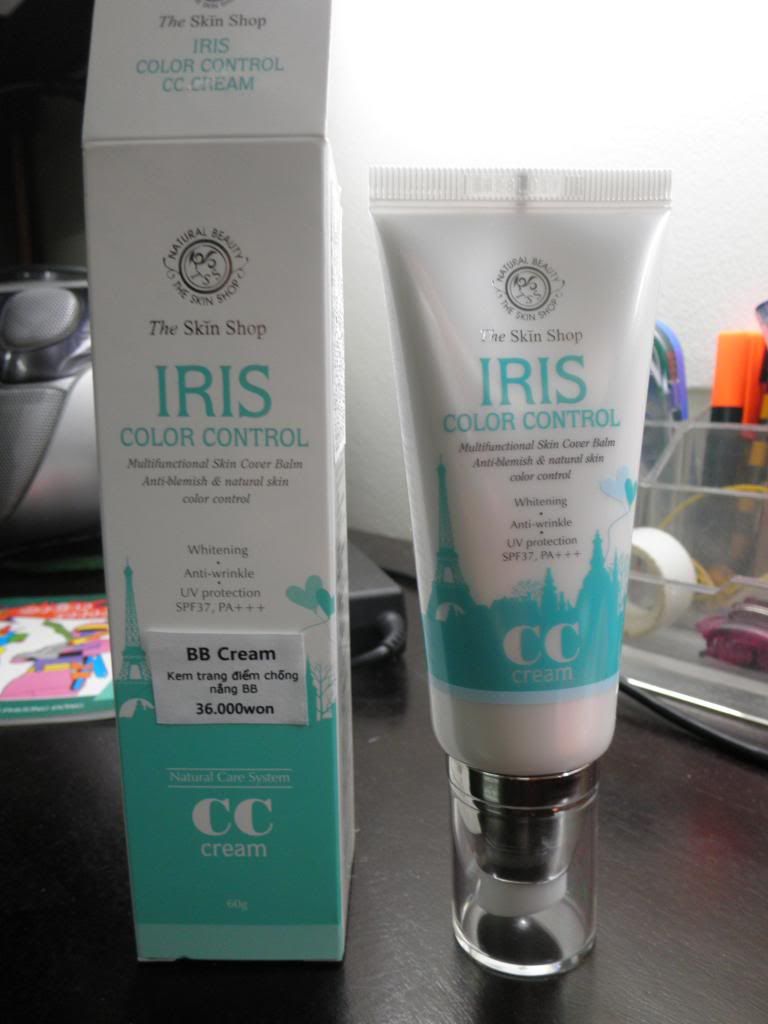 The Skin Shop
IRIS
COLOR CONTROL
CC CREAM
NATURAL BEAUTY
TSS
THE SKIN SHOP
The Skin Shop
IRIS
COLOR CONTROL
Multifunctional Skin Cover Balm
Anti-blemish & natural skin
color control
Whitening
•
Anti-wrinkle
•
UV protection
SPF37, PA+++
BB Cream
Kem trang điểm chống
nắng BB
36.000won
Natural Care System
CC
cream
60g
NATURAL BEAUTY
TSS
THE SKIN SHOP
The Skin Shop
IRIS
COLOR CONTROL
Multifunctional Skin Cover Balm
Anti-blemish & natural skin
color control
Whitening
•
Anti-wrinkle
•
UV protection
SPF37, PA+++
CC
cream